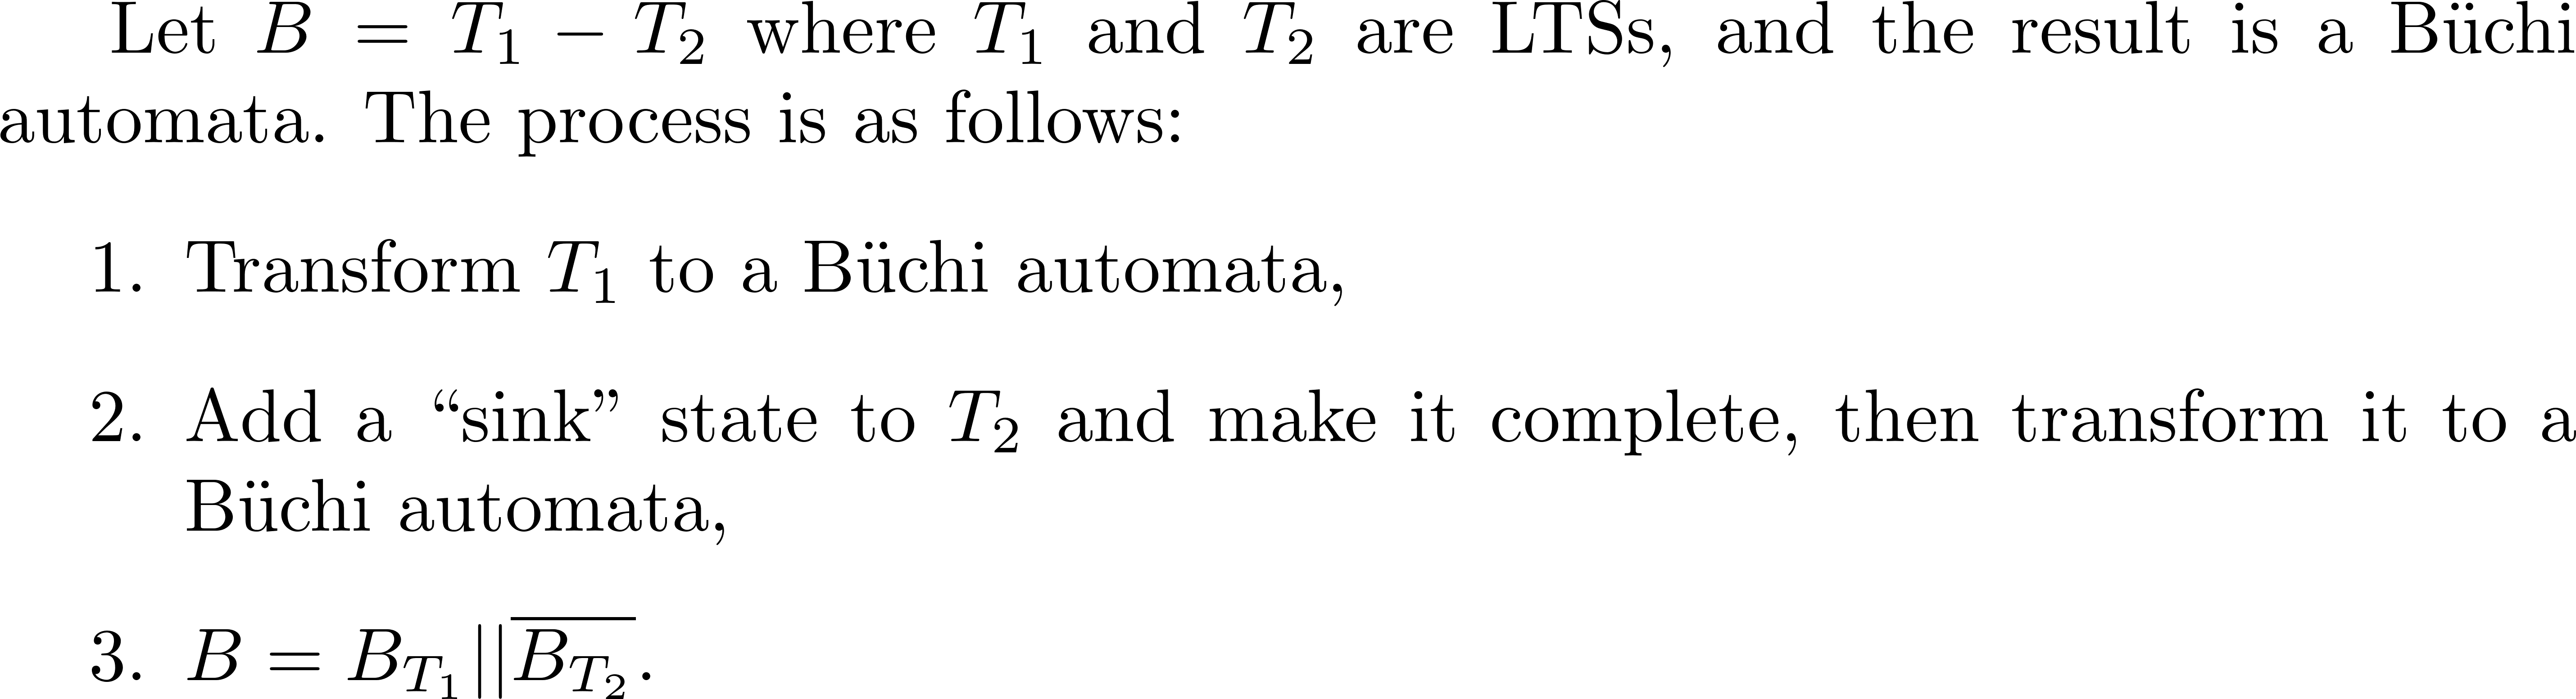 Let B = T₁ − T₂ where T₁ and T₂ are LTSs, and the result is a Büchi
automata. The process is as follows:
1. Transform T₁ to a Büchi automata,
2. Add a “sink” state to T₂ and make it complete, then transform it to a
Büchi automata,
3. $B = B_{T_1} || \overline{B_{T_2}}$.